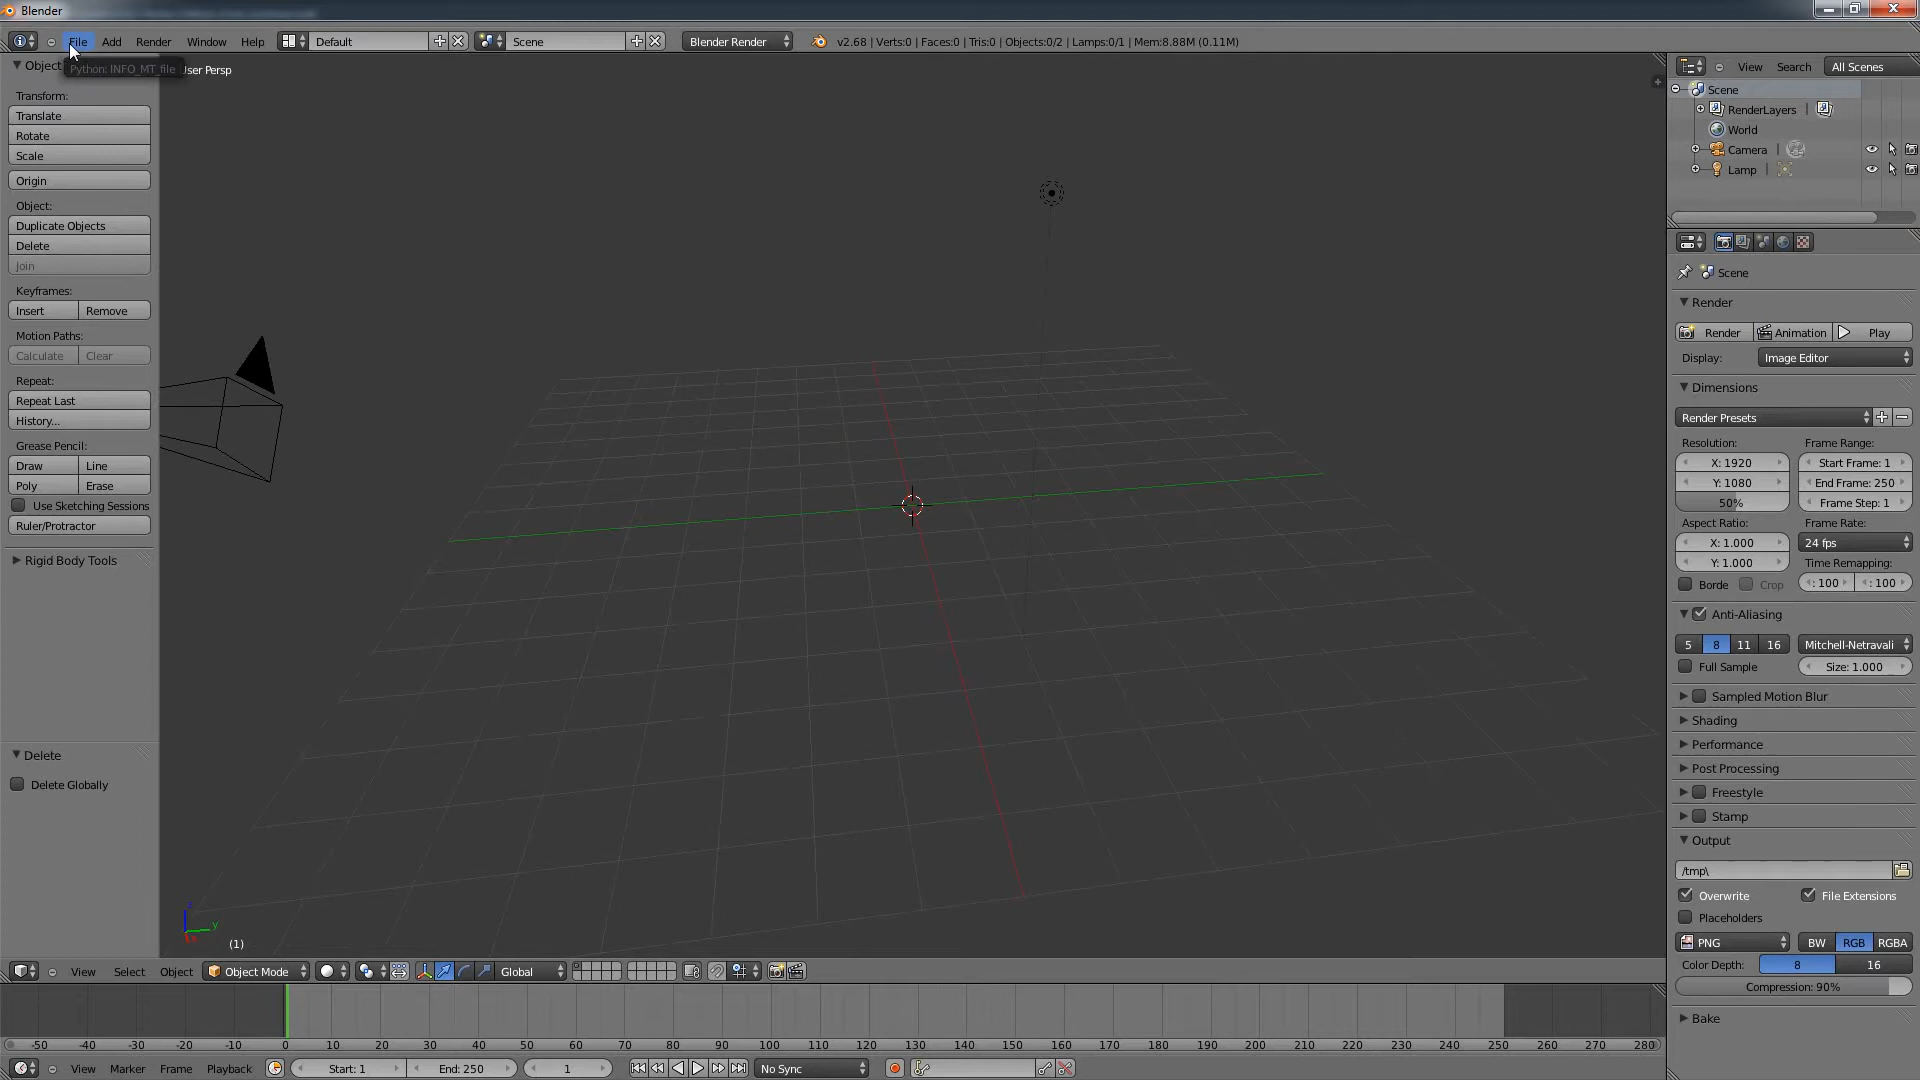 Blender
File Add Render Window Help Default Scene Blender Render v2.68 | Verts:0 | Faces:0 | Tris:0 | Objects:0/2 | Lamps:0/1 | Mem:8.88M (0.11M)
Object
Python: INFO_MT_file
User Persp
Transform:
Translate
Rotate
Scale
Origin
Object:
Duplicate Objects
Delete
Join
Keyframes:
Insert Remove
Motion Paths:
Calculate Clear
Repeat:
Repeat Last
History...
Grease Pencil:
Draw Line
Poly Erase
Use Sketching Sessions
Ruler/Protractor
Rigid Body Tools
Delete
Delete Globally
z
y
x
(1)
View Select Object Object Mode Global
-50 -40 -30 -20 -10 0 10 20 30 40 50 60 70 80 90 100 110 120 130 140 150 160 170 180 190 200 210 220 230 240 250 260 270 280
View Marker Frame Playback Start: 1 End: 250 1 No Sync
View Search All Scenes
Scene
RenderLayers |
World
Camera |
Lamp |
Scene
Render
Render Animation Play
Display: Image Editor
Dimensions
Render Presets
Resolution: Frame Range:
X: 1920 Start Frame: 1
Y: 1080 End Frame: 250
50% Frame Step: 1
Aspect Ratio: Frame Rate:
X: 1.000 24 fps
Y: 1.000 Time Remapping:
Borde Crop : 100 : 100
Anti-Aliasing
5 8 11 16 Mitchell-Netravali
Full Sample Size: 1.000
Sampled Motion Blur
Shading
Performance
Post Processing
Freestyle
Stamp
Output
/tmp\
Overwrite File Extensions
Placeholders
PNG BW RGB RGBA
Color Depth: 8 16
Compression: 90%
Bake